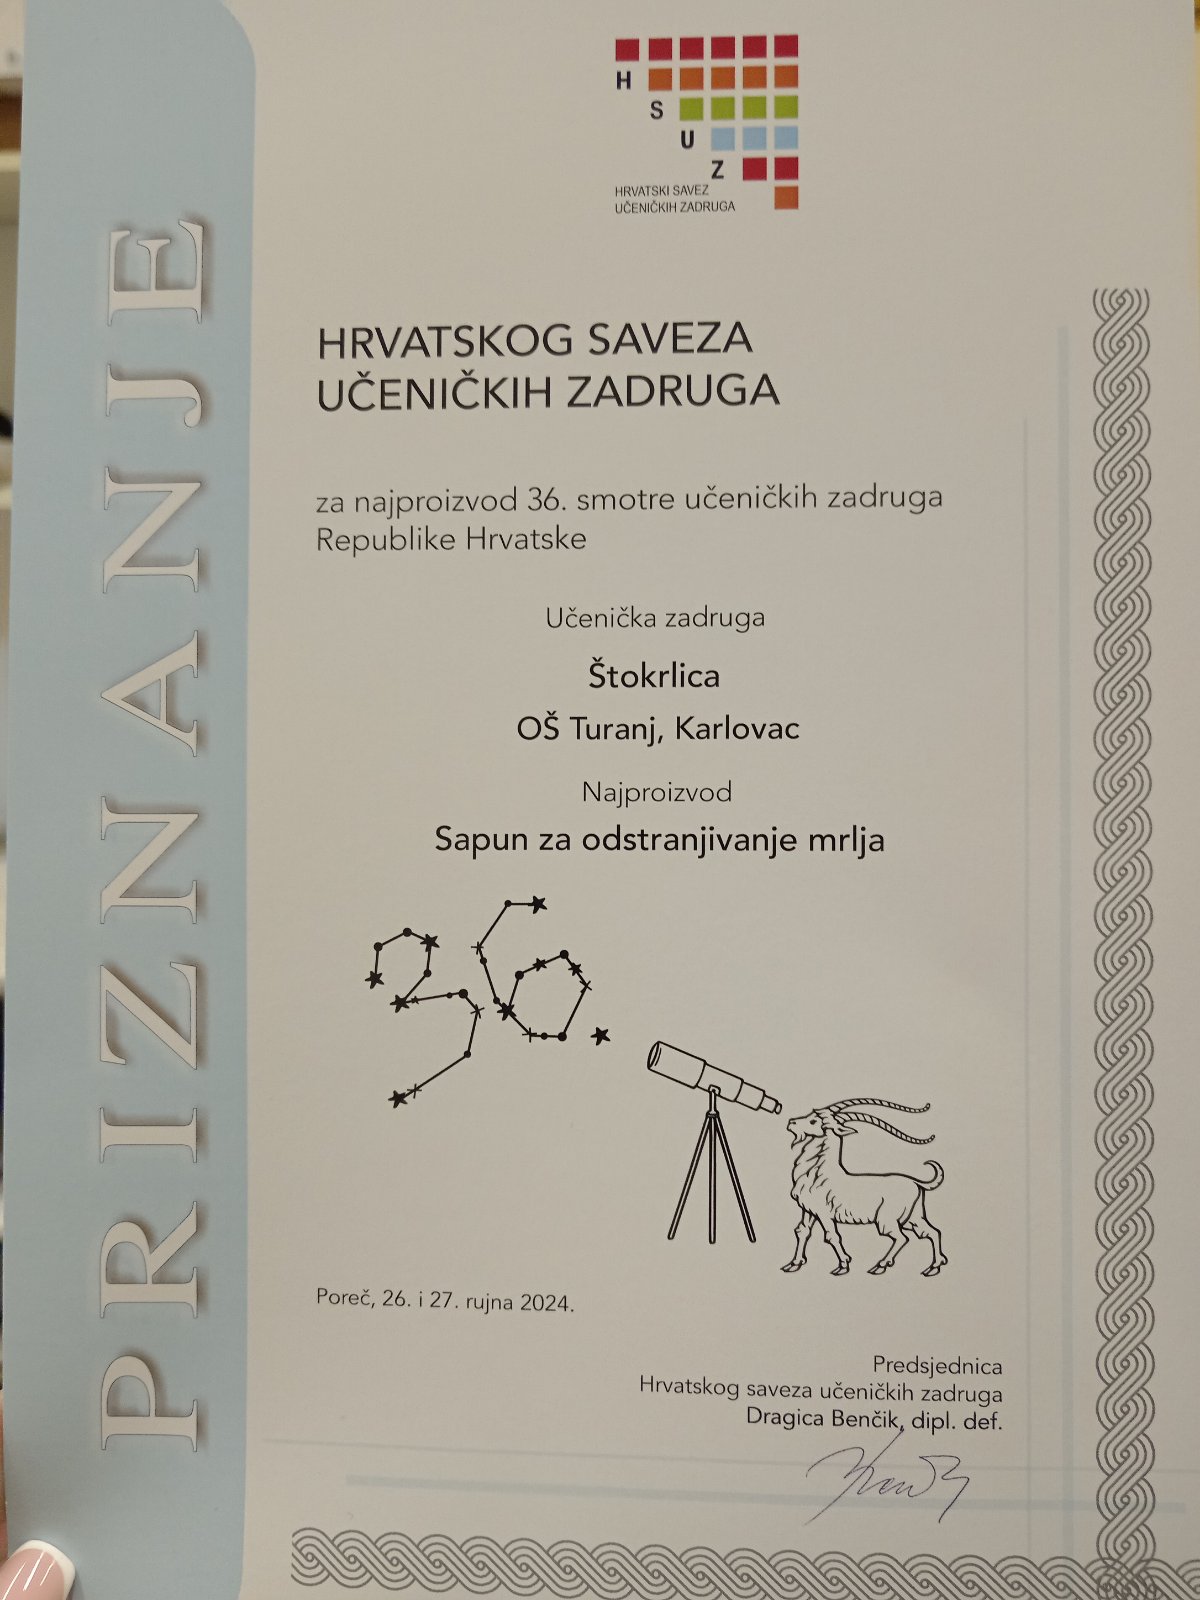 H
S
U
Z
HRVATSKI SAVEZ
UČENIČKIH ZADRUGA
PRIZNANJE
HRVATSKOG SAVEZA
UČENIČKIH ZADRUGA
za najproizvod 36. smotre učeničkih zadruga
Republike Hrvatske
Učenička zadruga
Štokrlica
OŠ Turanj, Karlovac
Najproizvod
Sapun za odstranjivanje mrlja
36.
Poreč, 26. i 27. rujna 2024.
Predsjednica
Hrvatskog saveza učeničkih zadruga
Dragica Benčik, dipl. def.